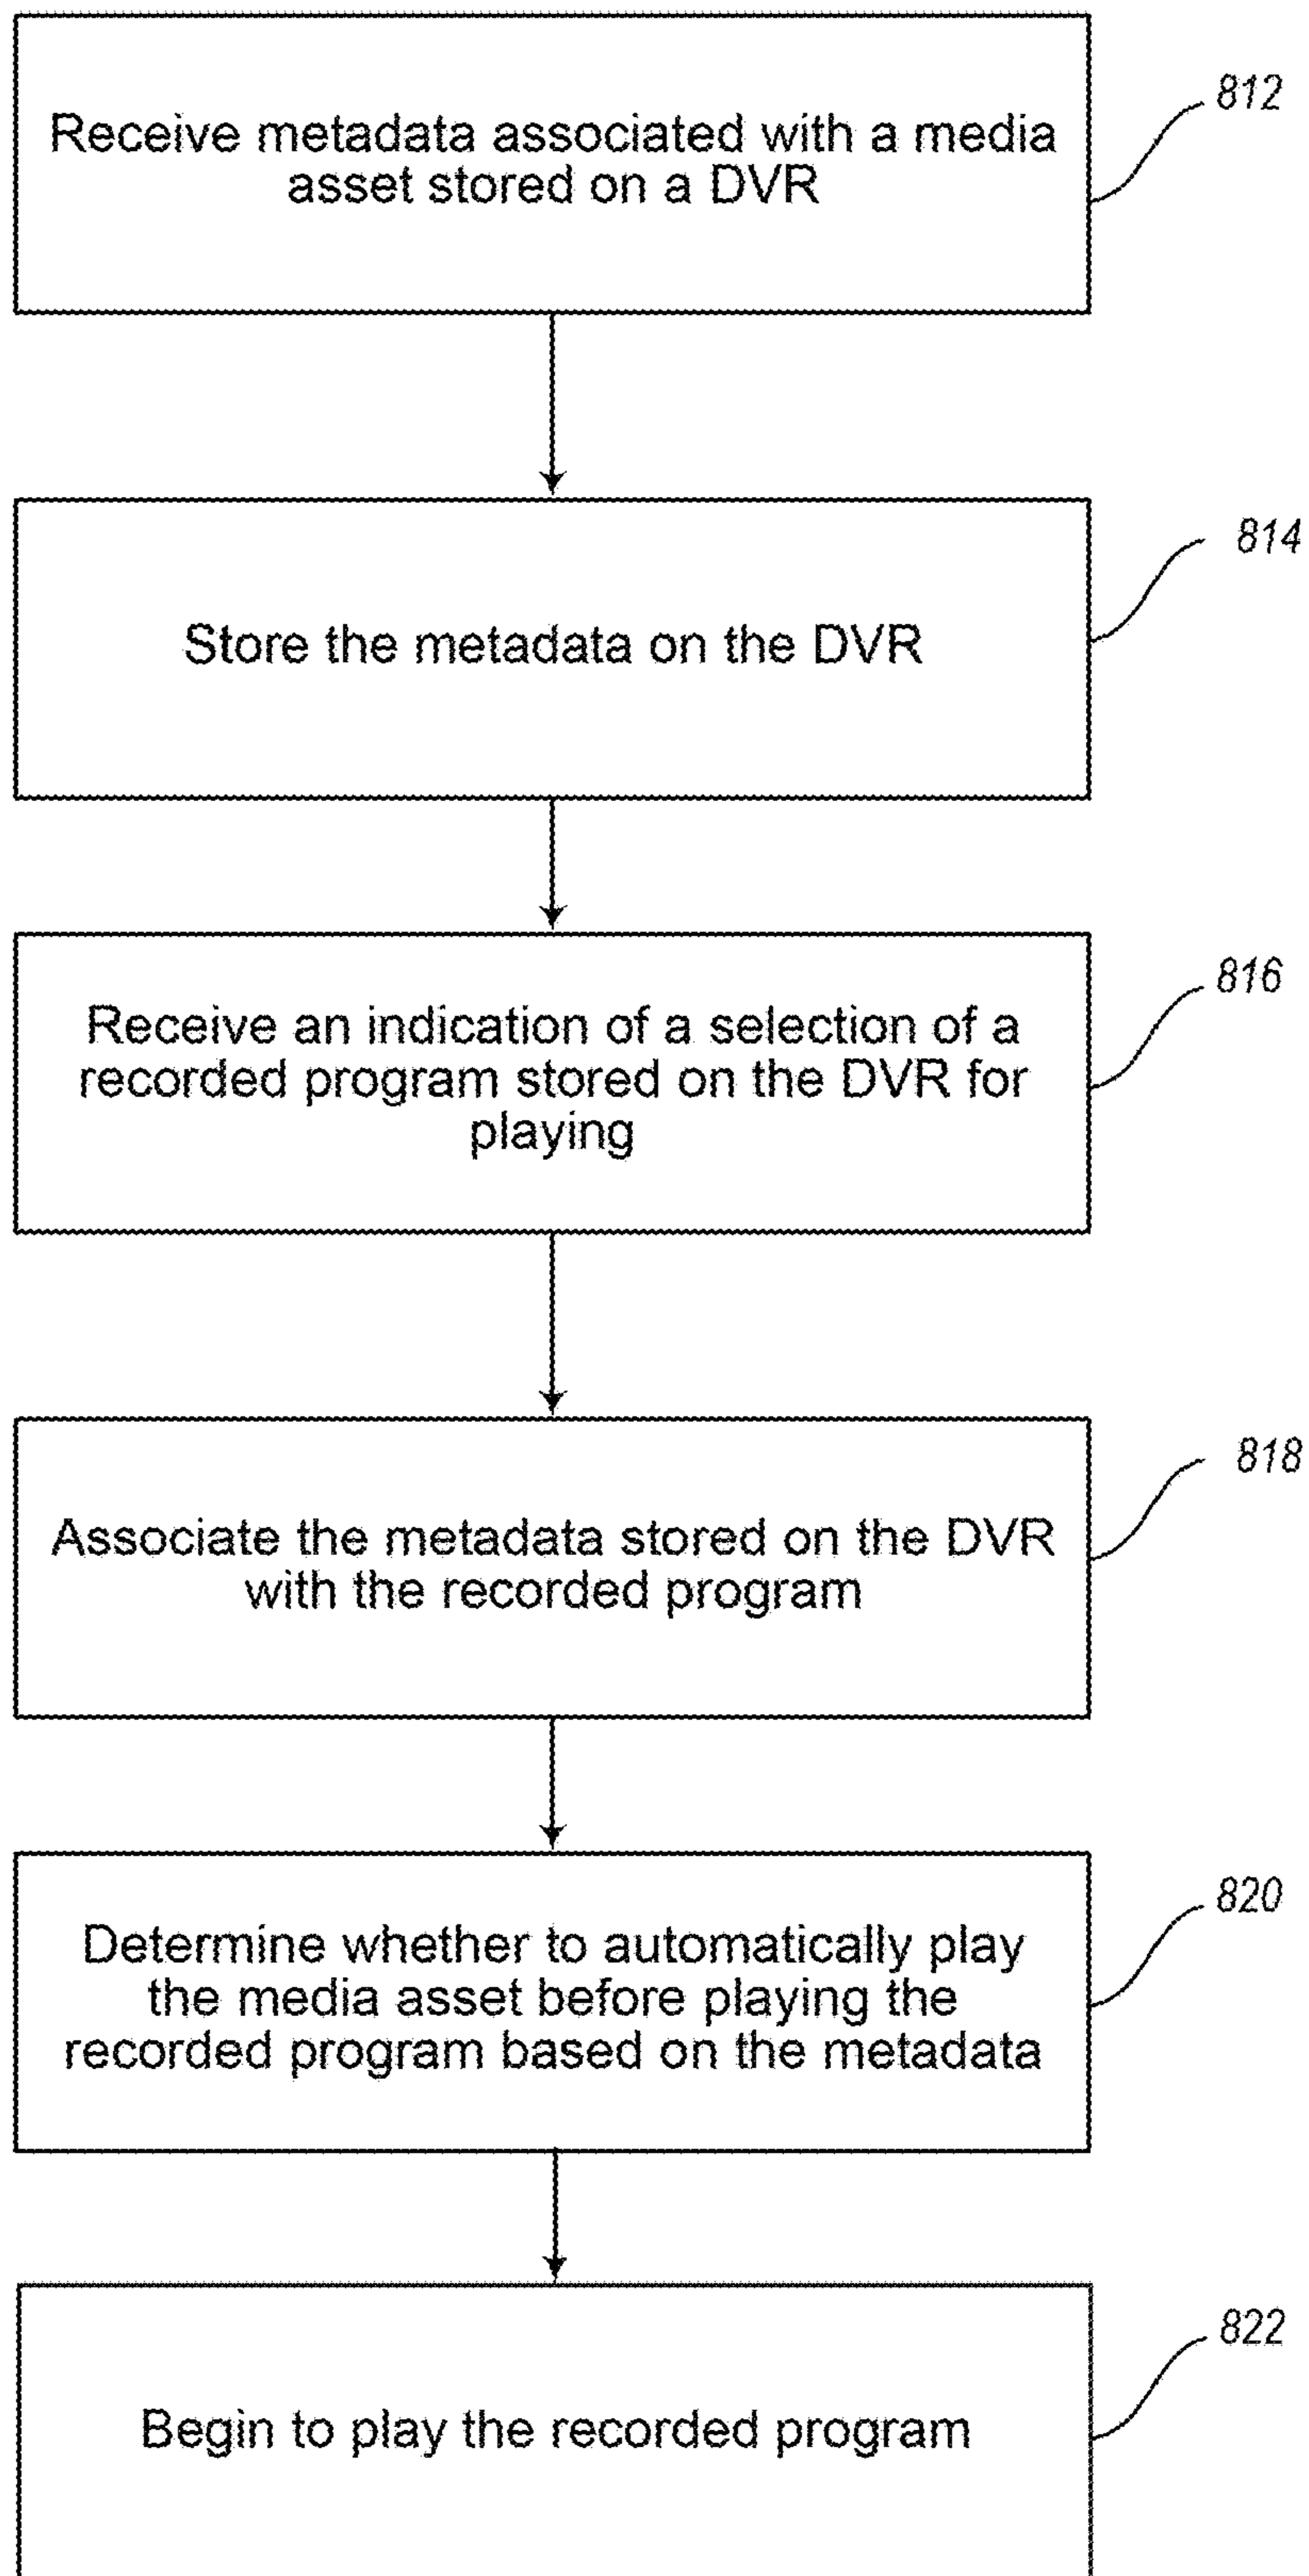 Receive metadata associated with a media
asset stored on a DVR
812
Store the metadata on the DVR
814
Receive an indication of a selection of a
recorded program stored on the DVR for
playing
816
Associate the metadata stored on the DVR
with the recorded program
818
Determine whether to automatically play
the media asset before playing the
recorded program based on the metadata
820
Begin to play the recorded program
822